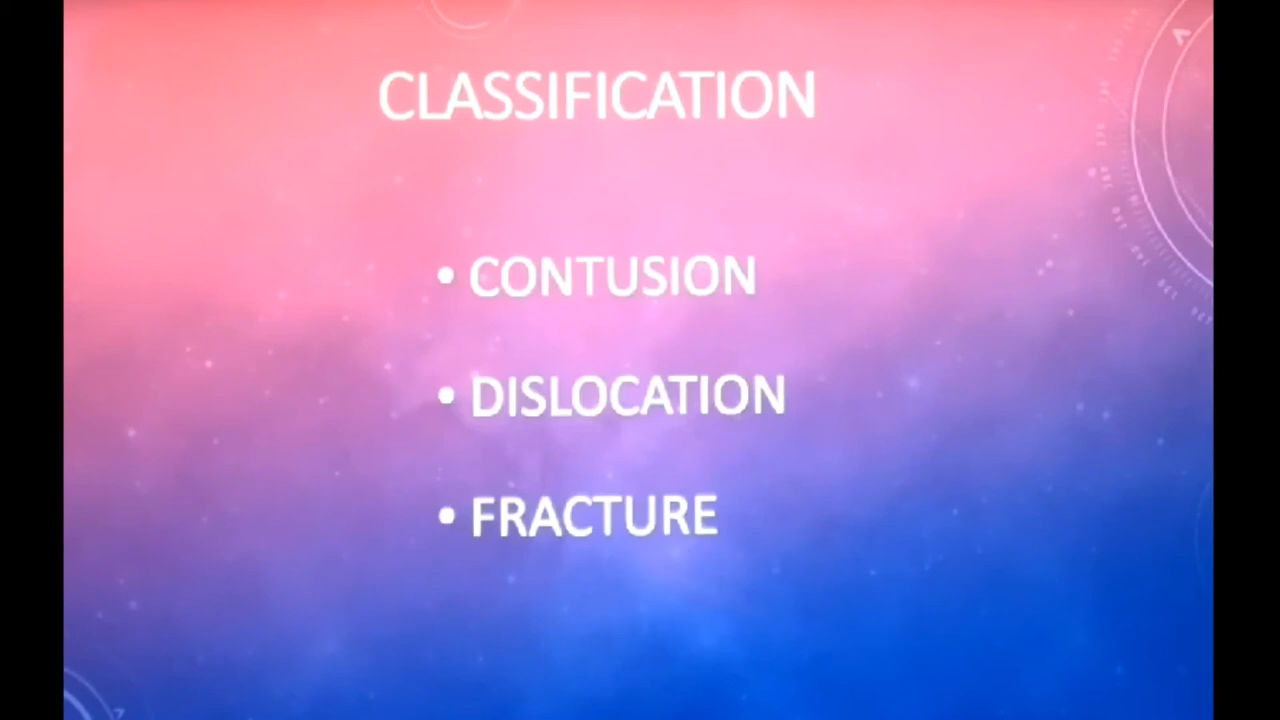 CLASSIFICATION
• CONTUSION
• DISLOCATION
• FRACTURE